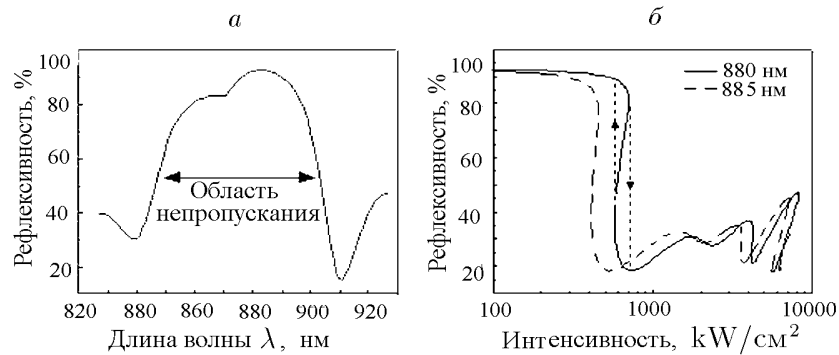 а
б
Рефлексивность, %
100
80
60
40
20
Область
непропускания
820 880 860 880 900 920
Длина волны λ, нм
Рефлексивность, %
100
80
60
40
20
880 нм
885 нм
100 1000 10000
Интенсивность, kW/см²